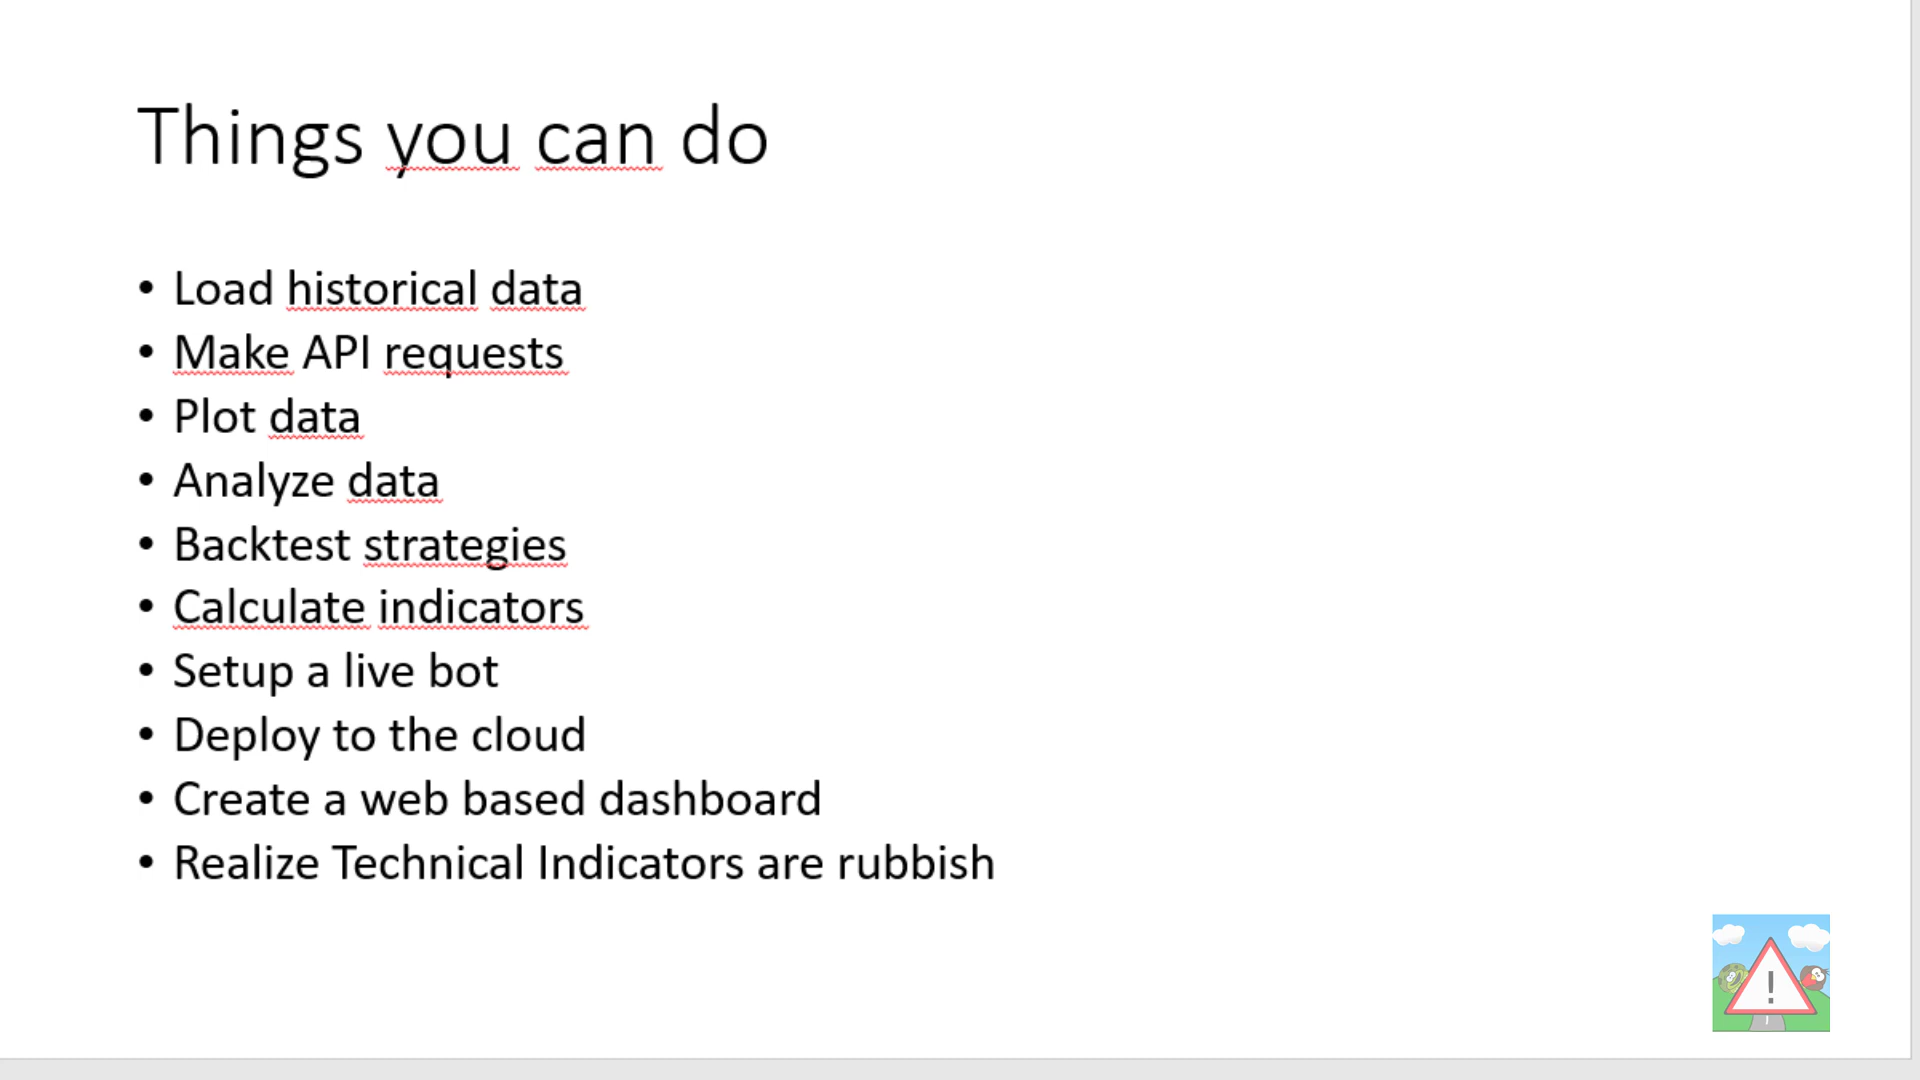 Things you can do
• Load historical data
• Make API requests
• Plot data
• Analyze data
• Backtest strategies
• Calculate indicators
• Setup a live bot
• Deploy to the cloud
• Create a web based dashboard
• Realize Technical Indicators are rubbish
!